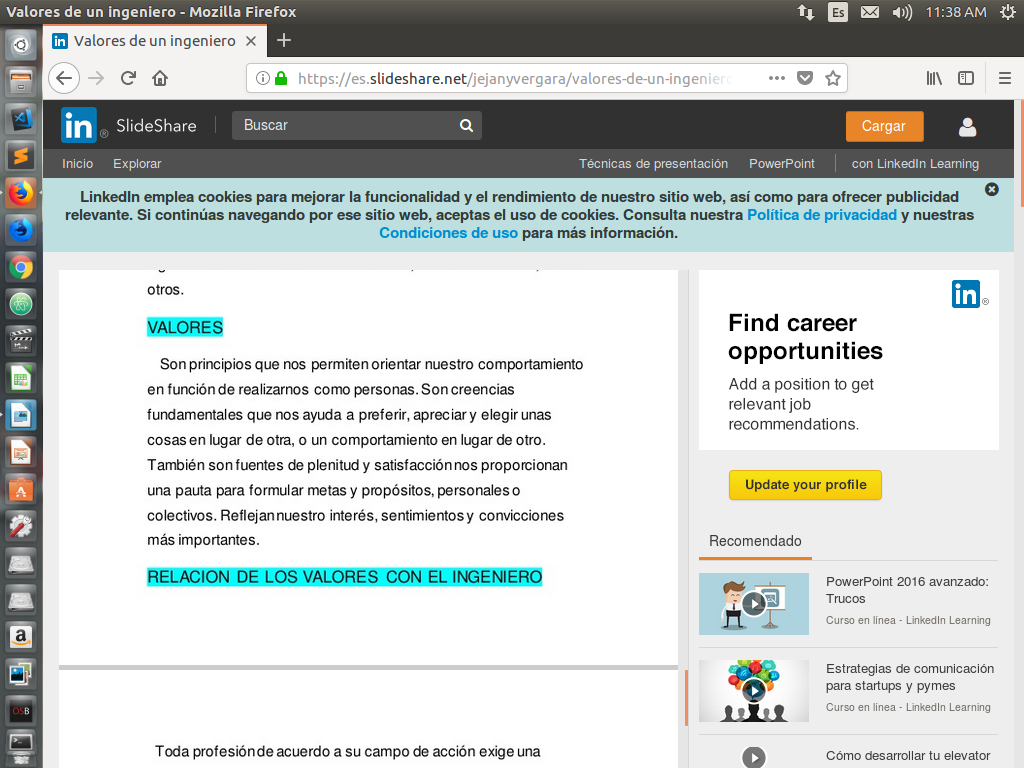 Valores de un ingeniero - Mozilla Firefox
Es
11:38 AM
Valores de un ingeniero
https://es.slideshare.net/jejanyvergara/valores-de-un-ingeniero
in
SlideShare
Buscar
Cargar
Inicio
Explorar
Técnicas de presentación
PowerPoint
con LinkedIn Learning
LinkedIn emplea cookies para mejorar la funcionalidad y el rendimiento de nuestro sitio web, así como para ofrecer publicidad
relevante. Si continúas navegando por ese sitio web, aceptas el uso de cookies. Consulta nuestra Política de privacidad y nuestras
Condiciones de uso para más información.
otros.
VALORES
Son principios que nos permiten orientar nuestro comportamiento
en función de realizarnos como personas. Son creencias
fundamentales que nos ayuda a preferir, apreciar y elegir unas
cosas en lugar de otra, o un comportamiento en lugar de otro.
También son fuentes de plenitud y satisfacción nos proporcionan
una pauta para formular metas y propósitos, personales o
colectivos. Reflejan nuestro interés, sentimientos y convicciones
más importantes.
RELACION DE LOS VALORES CON EL INGENIERO
Toda profesión de acuerdo a su campo de acción exige una
in
Find career
opportunities
Add a position to get
relevant job
recommendations.
Update your profile
Recomendado
PowerPoint 2016 avanzado:
Trucos
Curso en línea - LinkedIn Learning
Estrategias de comunicación
para startups y pymes
Curso en línea - LinkedIn Learning
Cómo desarrollar tu elevator